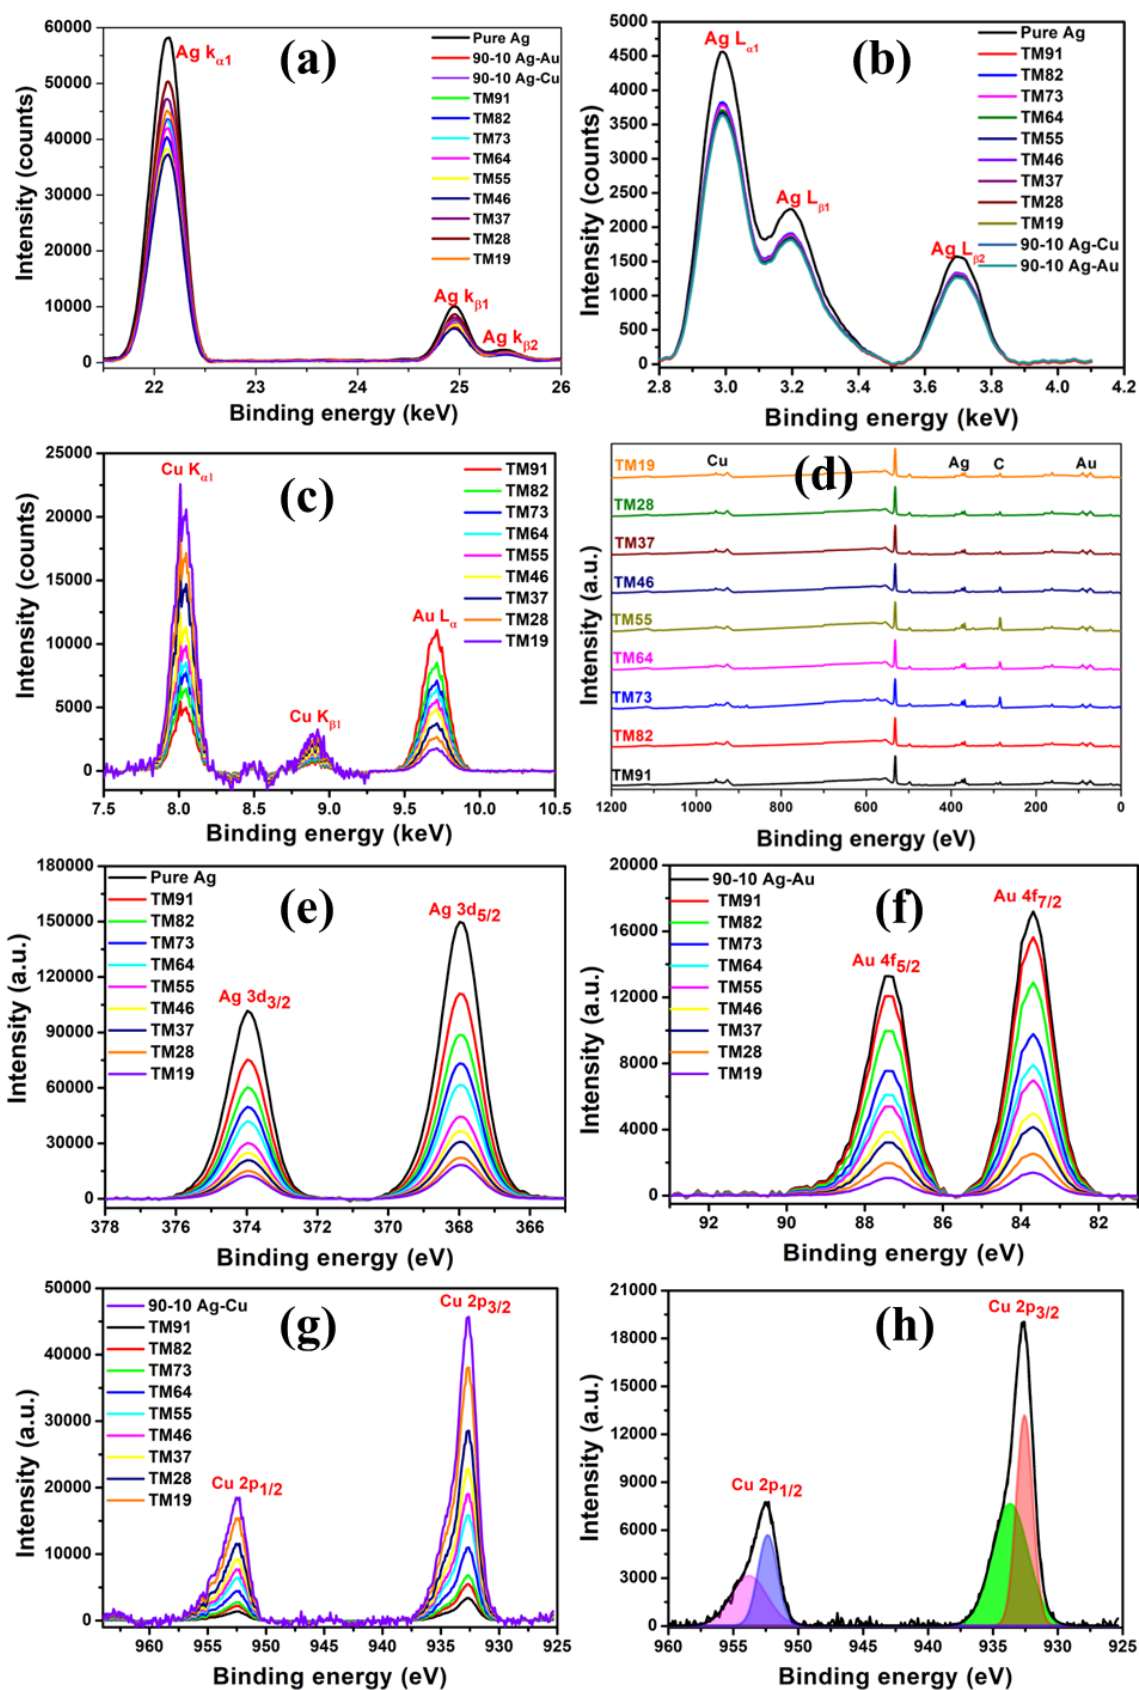 (a)
Ag kα1
Ag kβ1
Ag kβ2
Pure Ag
90-10 Ag-Au
90-10 Ag-Cu
TM91
TM82
TM73
TM64
TM55
TM46
TM37
TM28
TM19
60000
50000
40000
30000
20000
10000
0
22 23 24 25 26
Intensity (counts)
Binding energy (keV)
(b)
Ag Lα1
Ag Lβ1
Ag Lβ2
Pure Ag
TM91
TM82
TM73
TM64
TM55
TM46
TM37
TM28
TM19
90-10 Ag-Cu
90-10 Ag-Au
5000
4500
4000
3500
3000
2500
2000
1500
1000
500
0
2.8 3.0 3.2 3.4 3.6 3.8 4.0 4.2
Intensity (counts)
Binding energy (keV)
(c)
Cu Kα1
Cu Kβ1
Au Lα
TM91
TM82
TM73
TM64
TM55
TM46
TM37
TM28
TM19
25000
20000
15000
10000
5000
0
7.5 8.0 8.5 9.0 9.5 10.0 10.5
Intensity (counts)
Binding energy (keV)
(d)
Cu Ag C Au
TM19
TM28
TM37
TM46
TM55
TM64
TM73
TM82
TM91
1200 1000 800 600 400 200 0
Intensity (a.u.)
Binding energy (eV)
(e)
Ag 3d3/2
Ag 3d5/2
Pure Ag
TM91
TM82
TM73
TM64
TM55
TM46
TM37
TM28
TM19
180000
150000
120000
90000
60000
30000
0
378 376 374 372 370 368 366
Intensity (a.u.)
Binding energy (eV)
(f)
Au 4f5/2
Au 4f7/2
90-10 Ag-Au
TM91
TM82
TM73
TM64
TM55
TM46
TM37
TM28
TM19
20000
16000
12000
8000
4000
0
92 90 88 86 84 82
Intensity (a.u.)
Binding energy (eV)
(g)
Cu 2p1/2
Cu 2p3/2
90-10 Ag-Cu
TM91
TM82
TM73
TM64
TM55
TM46
TM37
TM28
TM19
50000
40000
30000
20000
10000
0
960 955 950 945 940 935 930 925
Intensity (a.u.)
Binding energy (eV)
(h)
Cu 2p1/2
Cu 2p3/2
21000
18000
15000
12000
9000
6000
3000
0
960 955 950 945 940 935 930 925
Intensity (a.u.)
Binding energy (eV)